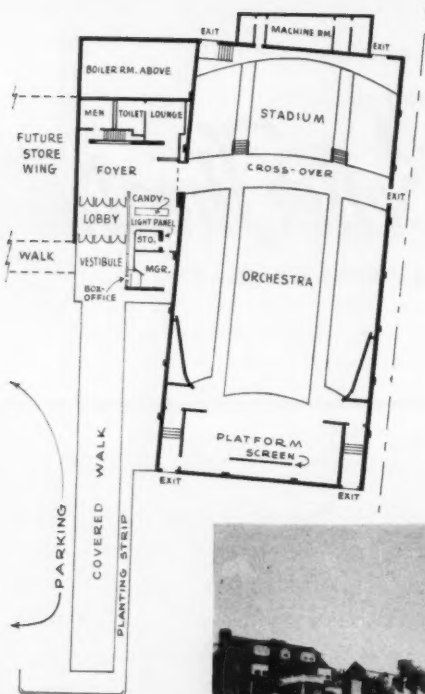 EXIT
MACHINE RM.
EXIT
BOILER RM. ABOVE
STADIUM
MEN
TOILET
LOUNGE
FUTURE
STORE
WING
FOYER
CROSS-OVER
EXIT
CANDY
LOBBY
LIGHT PANEL
STO.
ORCHESTRA
WALK
VESTIBULE
MGR.
BOX-
OFFICE
PLATFORM
SCREEN
EXIT
EXIT
PARKING
COVERED WALK
PLANTING STRIP